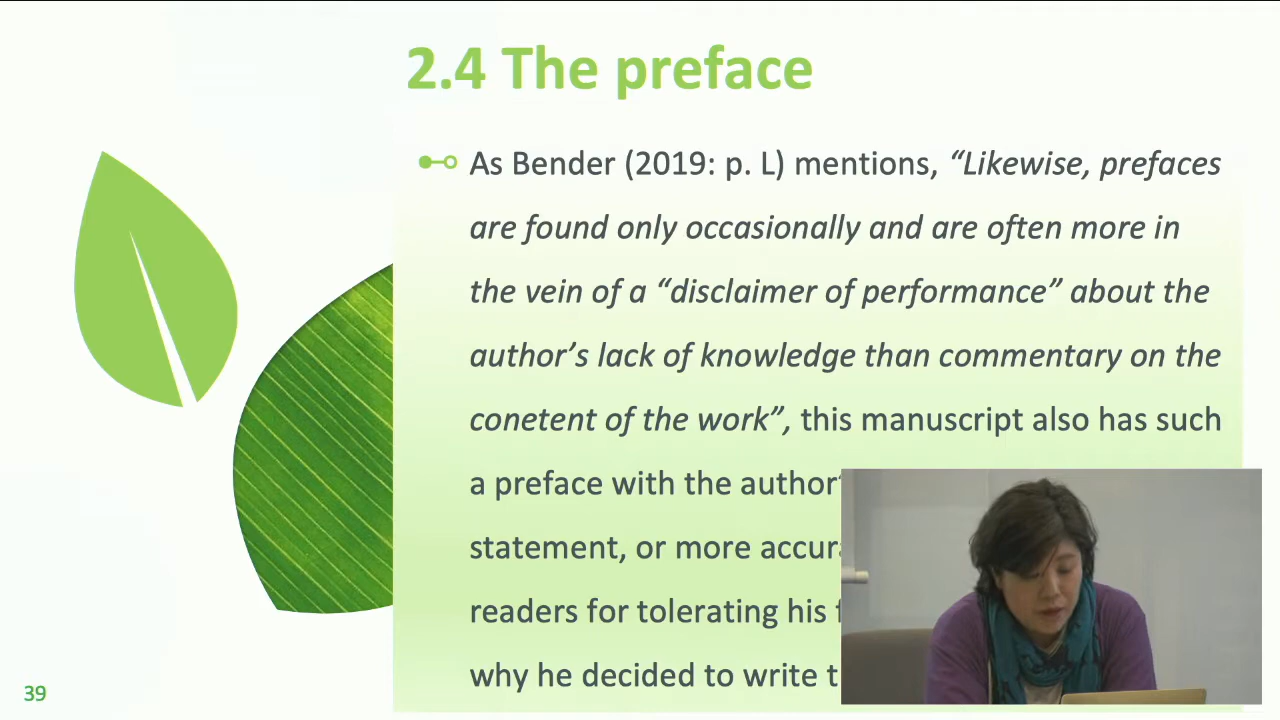 2.4 The preface
As Bender (2019: p. L) mentions, “Likewise, prefaces
are found only occasionally and are often more in
the vein of a “disclaimer of performance” about the
author’s lack of knowledge than commentary on the
conetent of the work”, this manuscript also has such
a preface with the author’
statement, or more
readers for tolerating his
why he decided to write
39